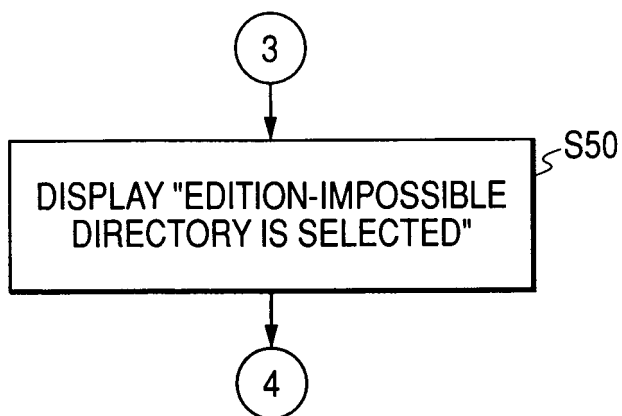 3
S50
DISPLAY "EDITION-IMPOSSIBLE
DIRECTORY IS SELECTED"
4